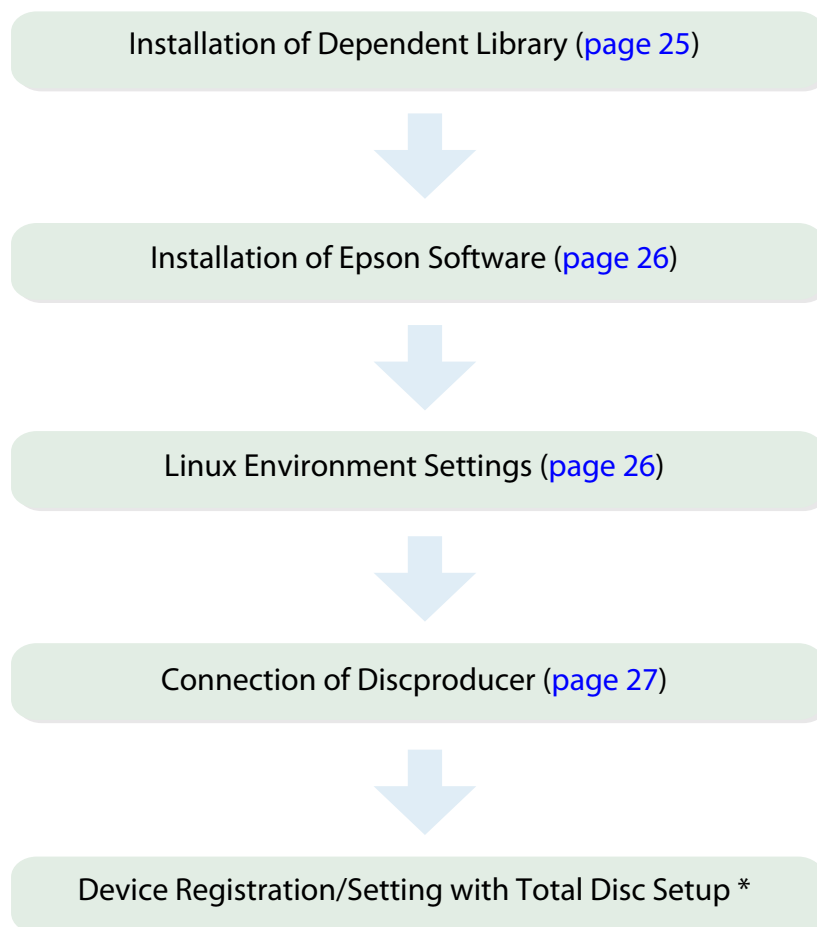 Installation of Dependent Library (page 25)
Installation of Epson Software (page 26)
Linux Environment Settings (page 26)
Connection of Discproducer (page 27)
Device Registration/Setting with Total Disc Setup *